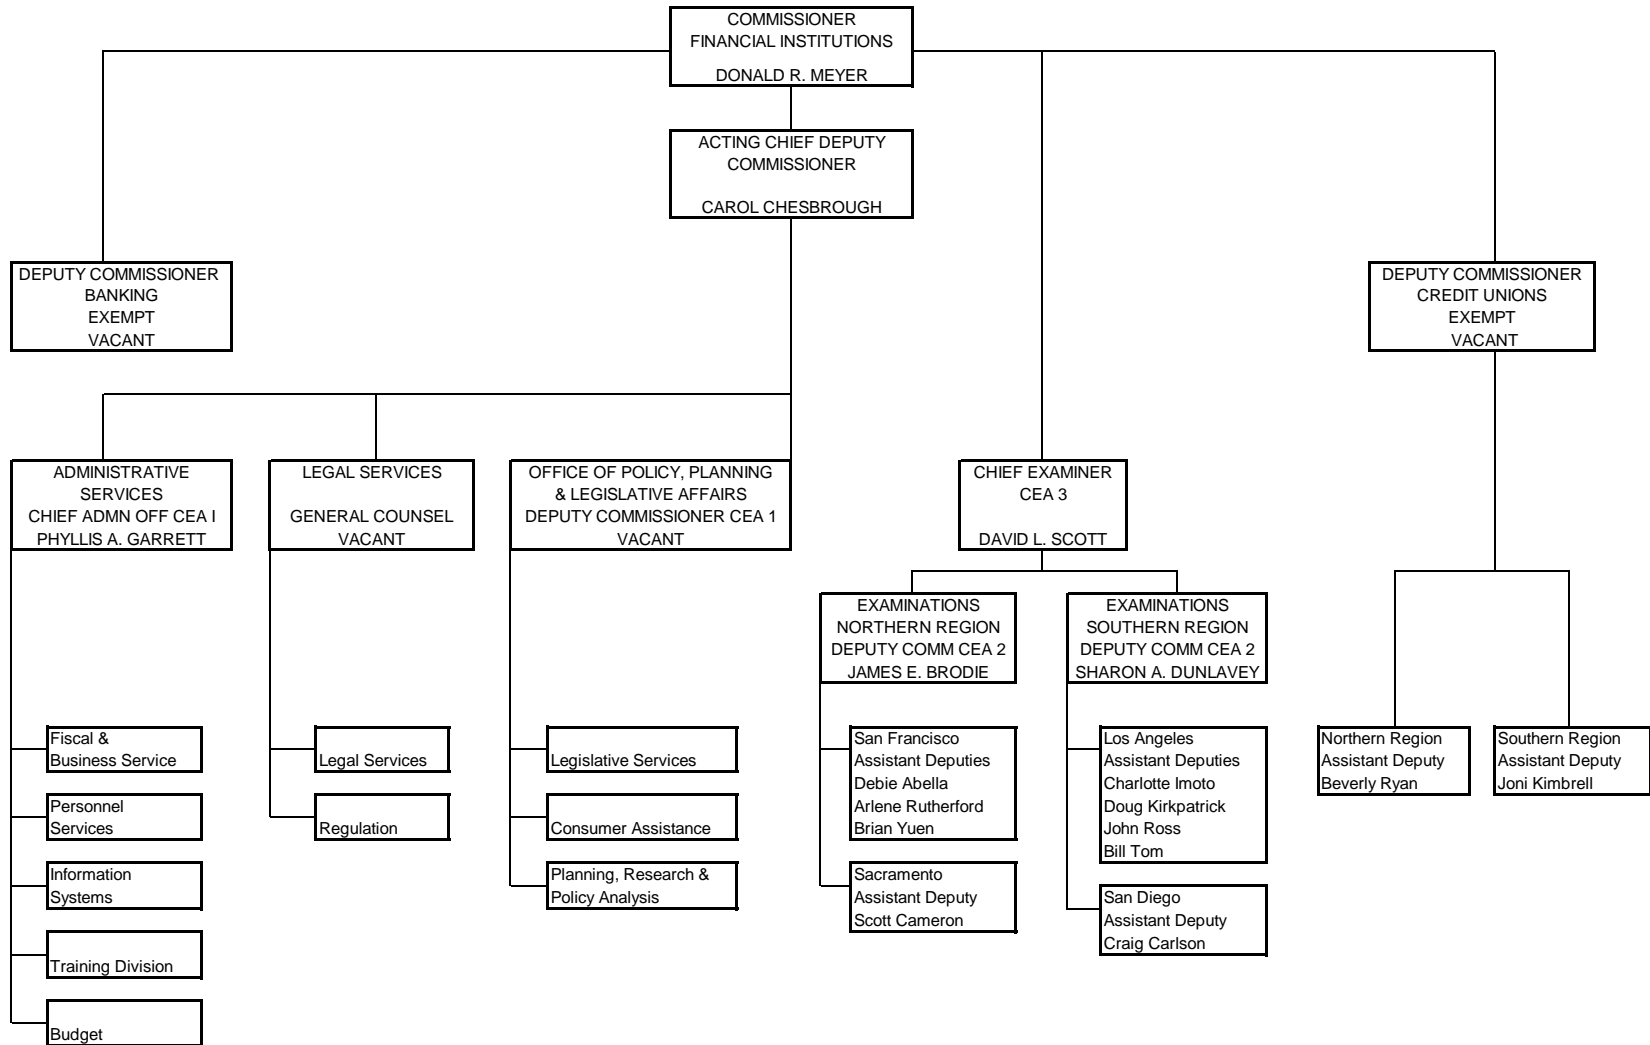 COMMISSIONER
FINANCIAL INSTITUTIONS
DONALD R. MEYER
ACTING CHIEF DEPUTY
COMMISSIONER
CAROL CHESBROUGH
DEPUTY COMMISSIONER
BANKING
EXEMPT
VACANT
DEPUTY COMMISSIONER
CREDIT UNIONS
EXEMPT
VACANT
ADMINISTRATIVE
SERVICES
CHIEF ADMN OFF CEA I
PHYLLIS A. GARRETT
LEGAL SERVICES
GENERAL COUNSEL
VACANT
OFFICE OF POLICY, PLANNING
& LEGISLATIVE AFFAIRS
DEPUTY COMMISSIONER CEA 1
VACANT
CHIEF EXAMINER
CEA 3
DAVID L. SCOTT
EXAMINATIONS
NORTHERN REGION
DEPUTY COMM CEA 2
JAMES E. BRODIE
EXAMINATIONS
SOUTHERN REGION
DEPUTY COMM CEA 2
SHARON A. DUNLAVEY
Fiscal &
Business Service
Personnel
Services
Information
Systems
Training Division
Budget
Legal Services
Regulation
Legislative Services
Consumer Assistance
Planning, Research &
Policy Analysis
San Francisco
Assistant Deputies
Debie Abella
Arlene Rutherford
Brian Yuen
Sacramento
Assistant Deputy
Scott Cameron
Los Angeles
Assistant Deputies
Charlotte Imoto
Doug Kirkpatrick
John Ross
Bill Tom
San Diego
Assistant Deputy
Craig Carlson
Northern Region
Assistant Deputy
Beverly Ryan
Southern Region
Assistant Deputy
Joni Kimbrell